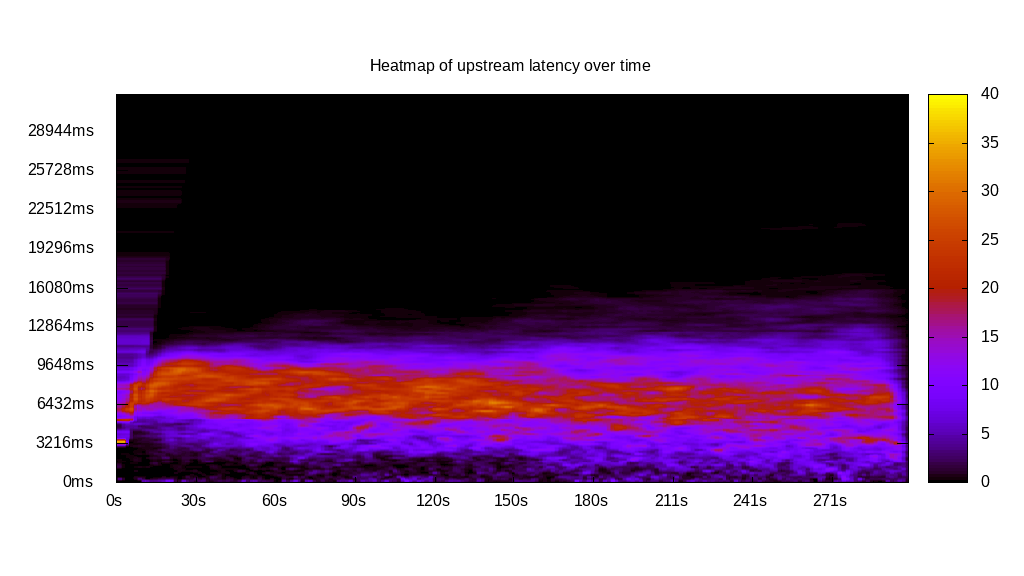 Heatmap of upstream latency over time
28944ms
25728ms
22512ms
19296ms
16080ms
12864ms
9648ms
6432ms
3216ms
0ms
0s 30s 60s 90s 120s 150s 180s 211s 241s 271s
40
35
30
25
20
15
10
5
0